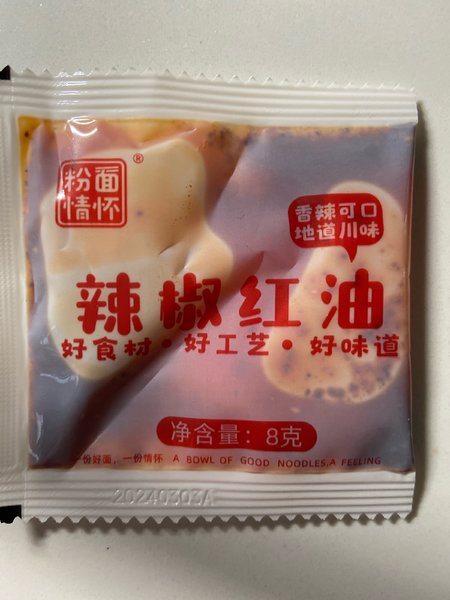 粉面
情怀
®
香辣可口
地道川味
辣椒红油
好食材·好工艺·好味道
净含量：8克
一份好面，一份情怀 A BOWL OF GOOD NOODLES,A FEELING
20240303A